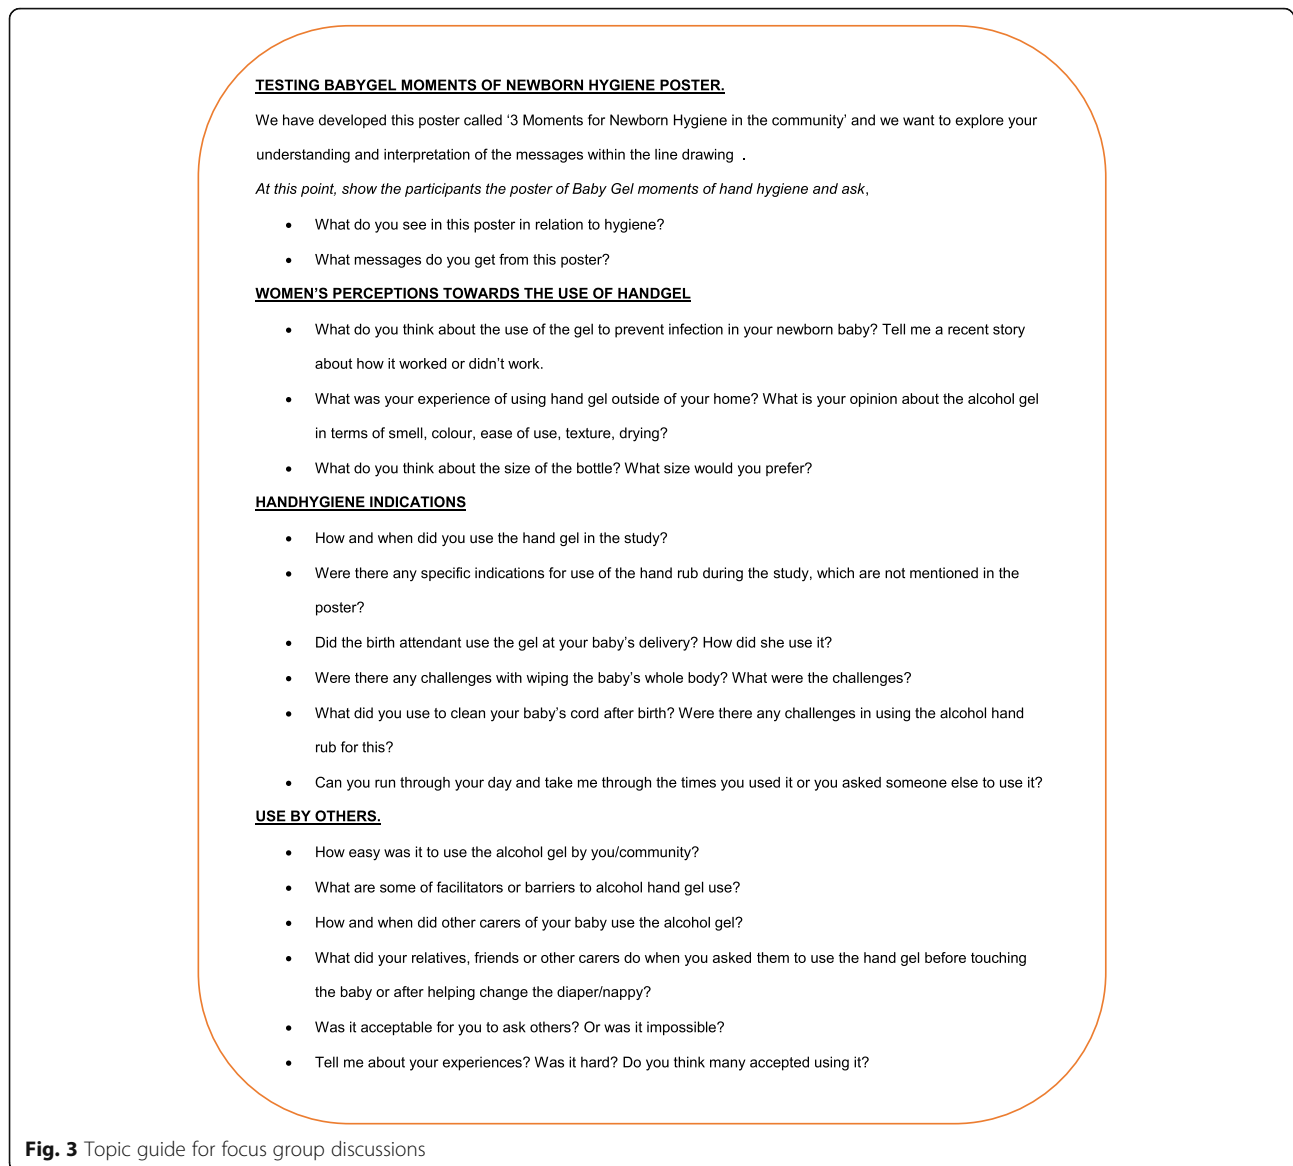 TESTING BABYGEL MOMENTS OF NEWBORN HYGIENE POSTER.
We have developed this poster called ‘3 Moments for Newborn Hygiene in the community’ and we want to explore your
understanding and interpretation of the messages within the line drawing .
At this point, show the participants the poster of Baby Gel moments of hand hygiene and ask,
• What do you see in this poster in relation to hygiene?
• What messages do you get from this poster?
WOMEN’S PERCEPTIONS TOWARDS THE USE OF HANDGEL
• What do you think about the use of the gel to prevent infection in your newborn baby? Tell me a recent story
about how it worked or didn’t work.
• What was your experience of using hand gel outside of your home? What is your opinion about the alcohol gel
in terms of smell, colour, ease of use, texture, drying?
• What do you think about the size of the bottle? What size would you prefer?
HANDHYGIENE INDICATIONS
• How and when did you use the hand gel in the study?
• Were there any specific indications for use of the hand rub during the study, which are not mentioned in the
poster?
• Did the birth attendant use the gel at your baby’s delivery? How did she use it?
• Were there any challenges with wiping the baby’s whole body? What were the challenges?
• What did you use to clean your baby’s cord after birth? Were there any challenges in using the alcohol hand
rub for this?
• Can you run through your day and take me through the times you used it or you asked someone else to use it?
USE BY OTHERS.
• How easy was it to use the alcohol gel by you/community?
• What are some of facilitators or barriers to alcohol hand gel use?
• How and when did other carers of your baby use the alcohol gel?
• What did your relatives, friends or other carers do when you asked them to use the hand gel before touching
the baby or after helping change the diaper/nappy?
• Was it acceptable for you to ask others? Or was it impossible?
• Tell me about your experiences? Was it hard? Do you think many accepted using it?
Fig. 3 Topic guide for focus group discussions